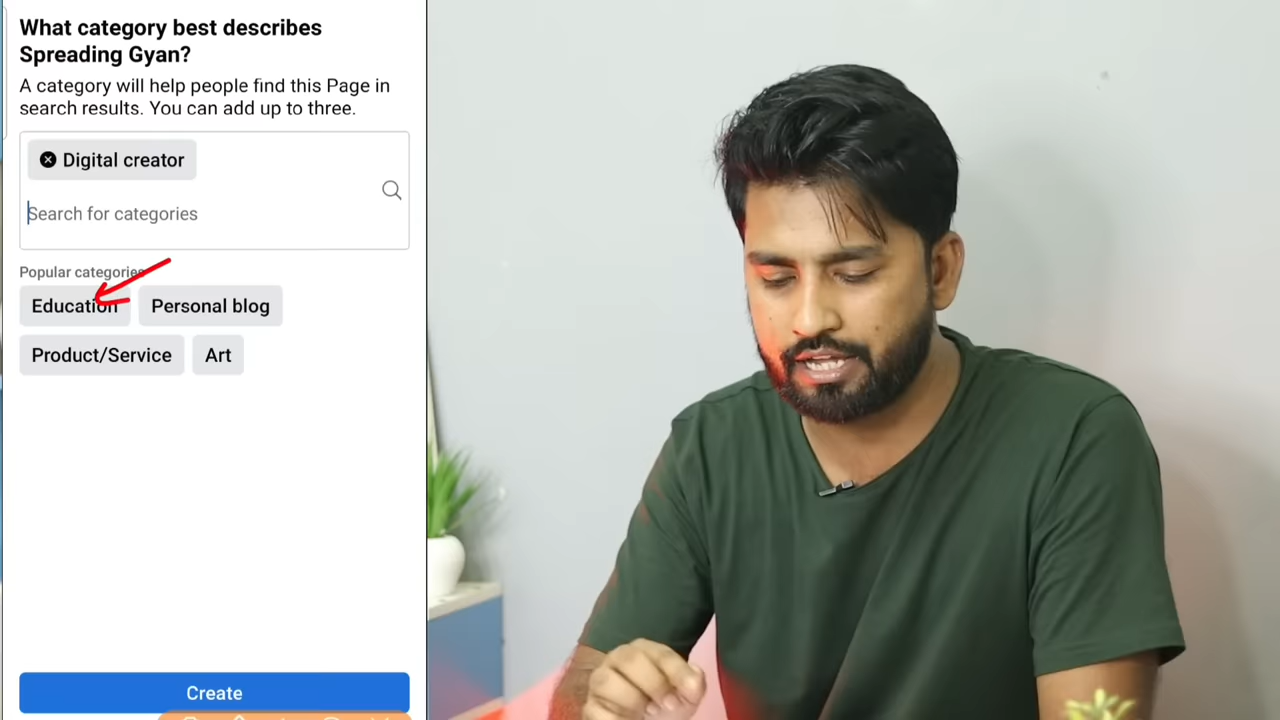 What category best describes
Spreading Gyan?
A category will help people find this Page in
search results. You can add up to three.
Digital creator
Search for categories
Popular categories
Education
Personal blog
Product/Service
Art
Create